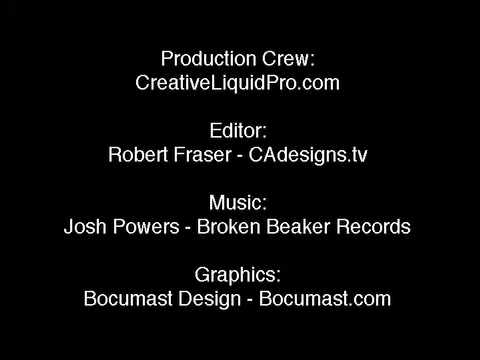 Production Crew:
CreativeLiquidPro.com
Editor:
Robert Fraser - CAdesigns.tv
Music:
Josh Powers - Broken Beaker Records
Graphics:
Bocumast Design - Bocumast.com